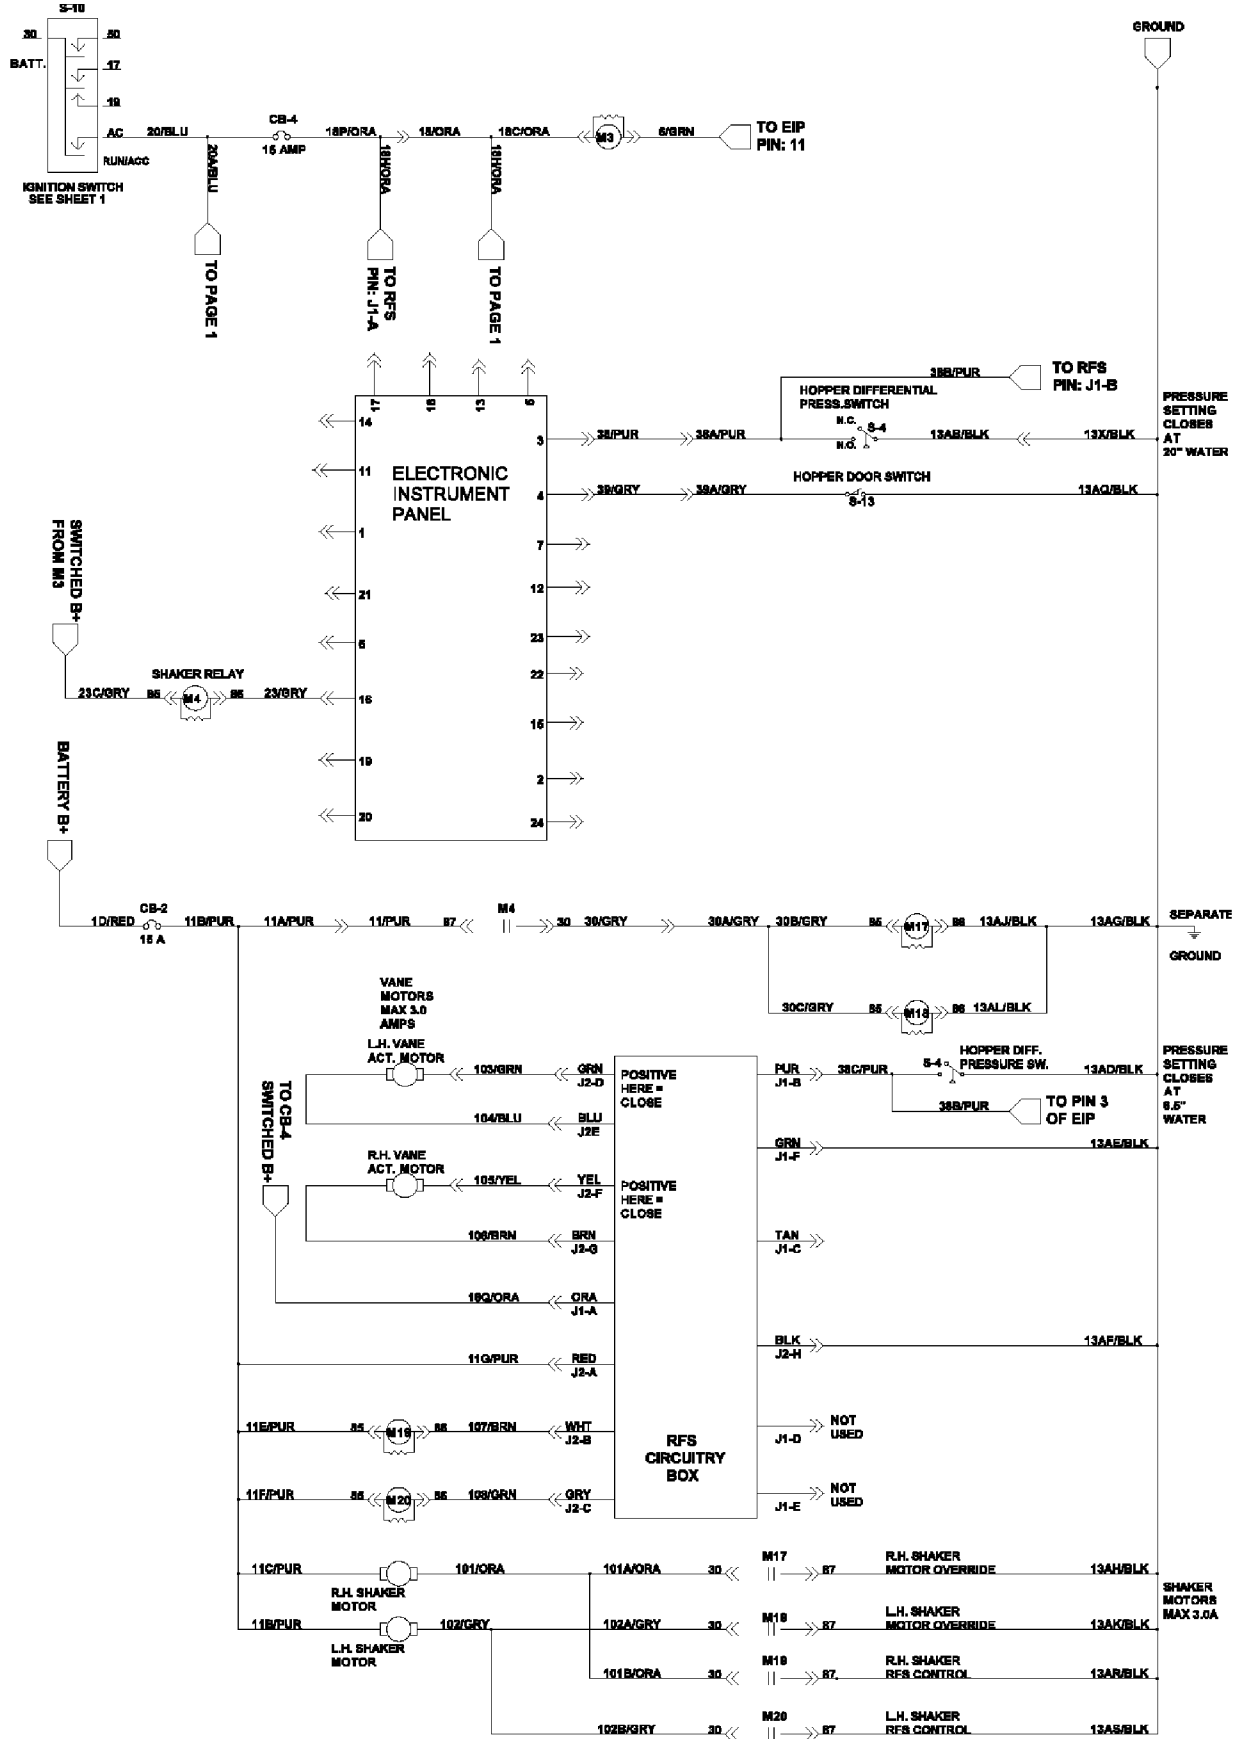 S-10
30
50
BATT.
17
19
AC
RUN/ACC
IGNITION SWITCH
SEE SHEET 1
20/BLU
20A/BLU
TO PAGE 1
CB-4
15 AMP
18P/ORA
18/ORA
18C/ORA
18H/ORA
18H/ORA
TO RFS
PIN: J1-A
TO PAGE 1
M3
6/GRN
TO EIP
PIN: 11
GROUND
17
18
13
5
14
11
1
21
6
16
19
20
ELECTRONIC
INSTRUMENT
PANEL
3
4
7
12
23
22
15
2
24
38/PUR
38A/PUR
38B/PUR
TO RFS
PIN: J1-B
HOPPER DIFFERENTIAL
PRESS.SWITCH
N.C.
S-4
N.O.
13AB/BLK
13X/BLK
PRESSURE
SETTING
CLOSES
AT
20" WATER
39/GRY
39A/GRY
HOPPER DOOR SWITCH
S-13
13AQ/BLK
SWITCHED B+
FROM M3
SHAKER RELAY
23C/GRY
85
M4
86
23/GRY
BATTERY B+
1D/RED
CB-2
15 A
11B/PUR
11A/PUR
11/PUR
87
M4
30
30/GRY
30A/GRY
30B/GRY
85
M17
86
13AJ/BLK
13AG/BLK
SEPARATE
GROUND
30C/GRY
85
M18
86
13AL/BLK
VANE
MOTORS
MAX 3.0
AMPS
L.H. VANE
ACT. MOTOR
103/GRN
GRN
J2-D
POSITIVE
HERE =
CLOSE
104/BLU
BLU
J2E
TO CB-4
SWITCHED B+
R.H. VANE
ACT. MOTOR
105/YEL
YEL
J2-F
POSITIVE
HERE =
CLOSE
106/BRN
BRN
J2-G
18Q/ORA
ORA
J1-A
11G/PUR
RED
J2-A
11E/PUR
85
M19
86
107/BRN
WHT
J2-B
11F/PUR
85
M20
86
108/GRN
GRY
J2-C
RFS
CIRCUITRY
BOX
PUR
J1-B
38C/PUR
S-4
HOPPER DIFF.
PRESSURE SW.
13AD/BLK
PRESSURE
SETTING
CLOSES
AT
6.5"
WATER
38B/PUR
TO PIN 3
OF EIP
GRN
J1-F
13AE/BLK
TAN
J1-C
BLK
J2-H
13AF/BLK
J1-D
NOT
USED
J1-E
NOT
USED
11C/PUR
R.H. SHAKER
MOTOR
101/ORA
101A/ORA
30
M17
87
R.H. SHAKER
MOTOR OVERRIDE
13AH/BLK
SHAKER
MOTORS
MAX 3.0A
11B/PUR
L.H. SHAKER
MOTOR
102/GRY
102A/GRY
30
M18
87
L.H. SHAKER
MOTOR OVERRIDE
13AK/BLK
101B/ORA
30
M19
87
R.H. SHAKER
RFS CONTROL
13AR/BLK
102B/GRY
30
M20
87
L.H. SHAKER
RFS CONTROL
13AS/BLK